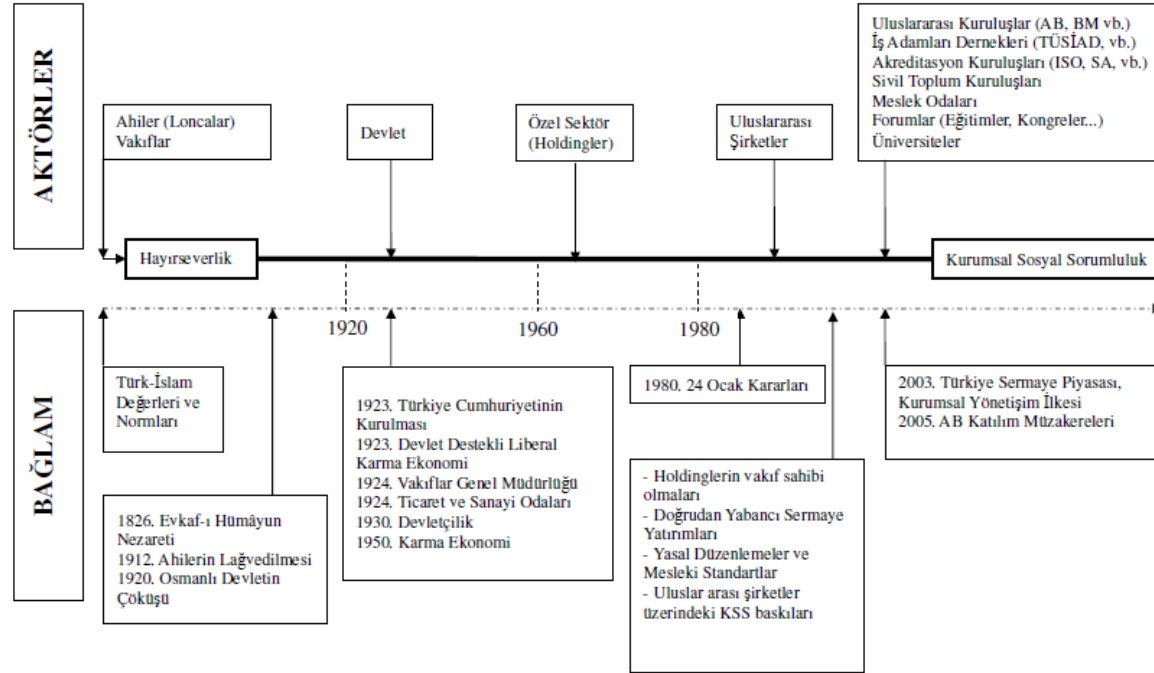 AKTÖRLER
Ahiler (Loncalar)
Vakıflar
Devlet
Özel Sektör
(Holdingler)
Uluslararası
Şirketler
Uluslararası Kuruluşlar (AB, BM vb.)
İş Adamları Dernekleri (TÜSİAD, vb.)
Akreditasyon Kuruluşları (ISO, SA, vb.)
Sivil Toplum Kuruluşları
Meslek Odaları
Forumlar (Eğitimler, Kongreler...)
Üniversiteler
Hayırseverlik
Kurumsal Sosyal Sorumluluk
1920
1960
1980
BAĞLAM
Türk-İslam
Değerleri ve
Normları
1826. Evkaf-ı Hümâyun
Nezareti
1912. Ahilerin Lağvedilmesi
1920. Osmanlı Devletin
Çöküşü
1923. Türkiye Cumhuriyetinin
Kurulması
1923. Devlet Destekli Liberal
Karma Ekonomi
1924. Vakıflar Genel Müdürlüğü
1924. Ticaret ve Sanayi Odaları
1930. Devletçilik
1950. Karma Ekonomi
1980. 24 Ocak Kararları
- Holdinglerin vakıf sahibi
olmaları
- Doğrudan Yabancı Sermaye
Yatırımları
- Yasal Düzenlemeler ve
Mesleki Standartlar
- Uluslar arası şirketler
üzerindeki KSS baskıları
2003. Türkiye Sermaye Piyasası,
Kurumsal Yönetişim İlkesi
2005. AB Katılım Müzakereleri